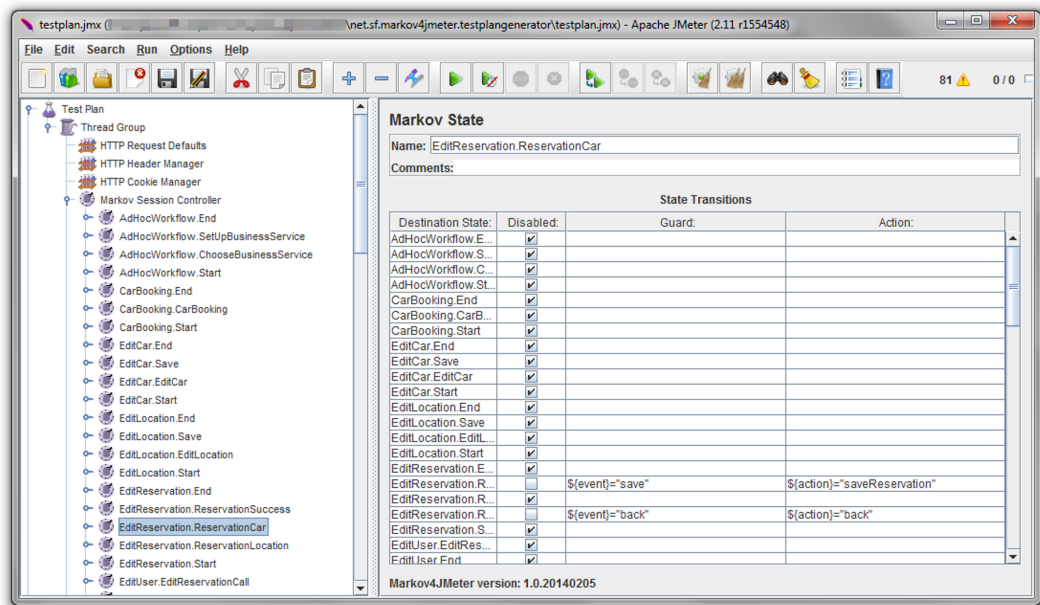 testplan.jmx (\net.sf.markov4jmeter.testplangenerator\testplan.jmx) - Apache JMeter (2.11 r1554548)
File Edit Search Run Options Help
81 0/0
Test Plan
Thread Group
HTTP Request Defaults
HTTP Header Manager
HTTP Cookie Manager
Markov Session Controller
AdHocWorkflow.End
AdHocWorkflow.SetUpBusinessService
AdHocWorkflow.ChooseBusinessService
AdHocWorkflow.Start
CarBooking.End
CarBooking.CarBooking
CarBooking.Start
EditCar.End
EditCar.Save
EditCar.EditCar
EditCar.Start
EditLocation.End
EditLocation.Save
EditLocation.EditLocation
EditLocation.Start
EditReservation.End
EditReservation.ReservationSuccess
EditReservation.ReservationCar
EditReservation.ReservationLocation
EditReservation.Start
EditUser.EditReservationCall
Markov State
Name: EditReservation.ReservationCar
Comments:
State Transitions
Destination State: Disabled: Guard: Action:
AdHocWorkflow.E...
AdHocWorkflow.S...
AdHocWorkflow.C...
AdHocWorkflow.St...
CarBooking.End
CarBooking.CarB...
CarBooking.Start
EditCar.End
EditCar.Save
EditCar.EditCar
EditCar.Start
EditLocation.End
EditLocation.Save
EditLocation.EditL...
EditLocation.Start
EditReservation.E...
EditReservation.R... ${event}="save" ${action}="saveReservation"
EditReservation.R...
EditReservation.R... ${event}="back" ${action}="back"
EditReservation.S...
EditUser.EditRes...
EditUser.End
Markov4JMeter version: 1.0.20140205